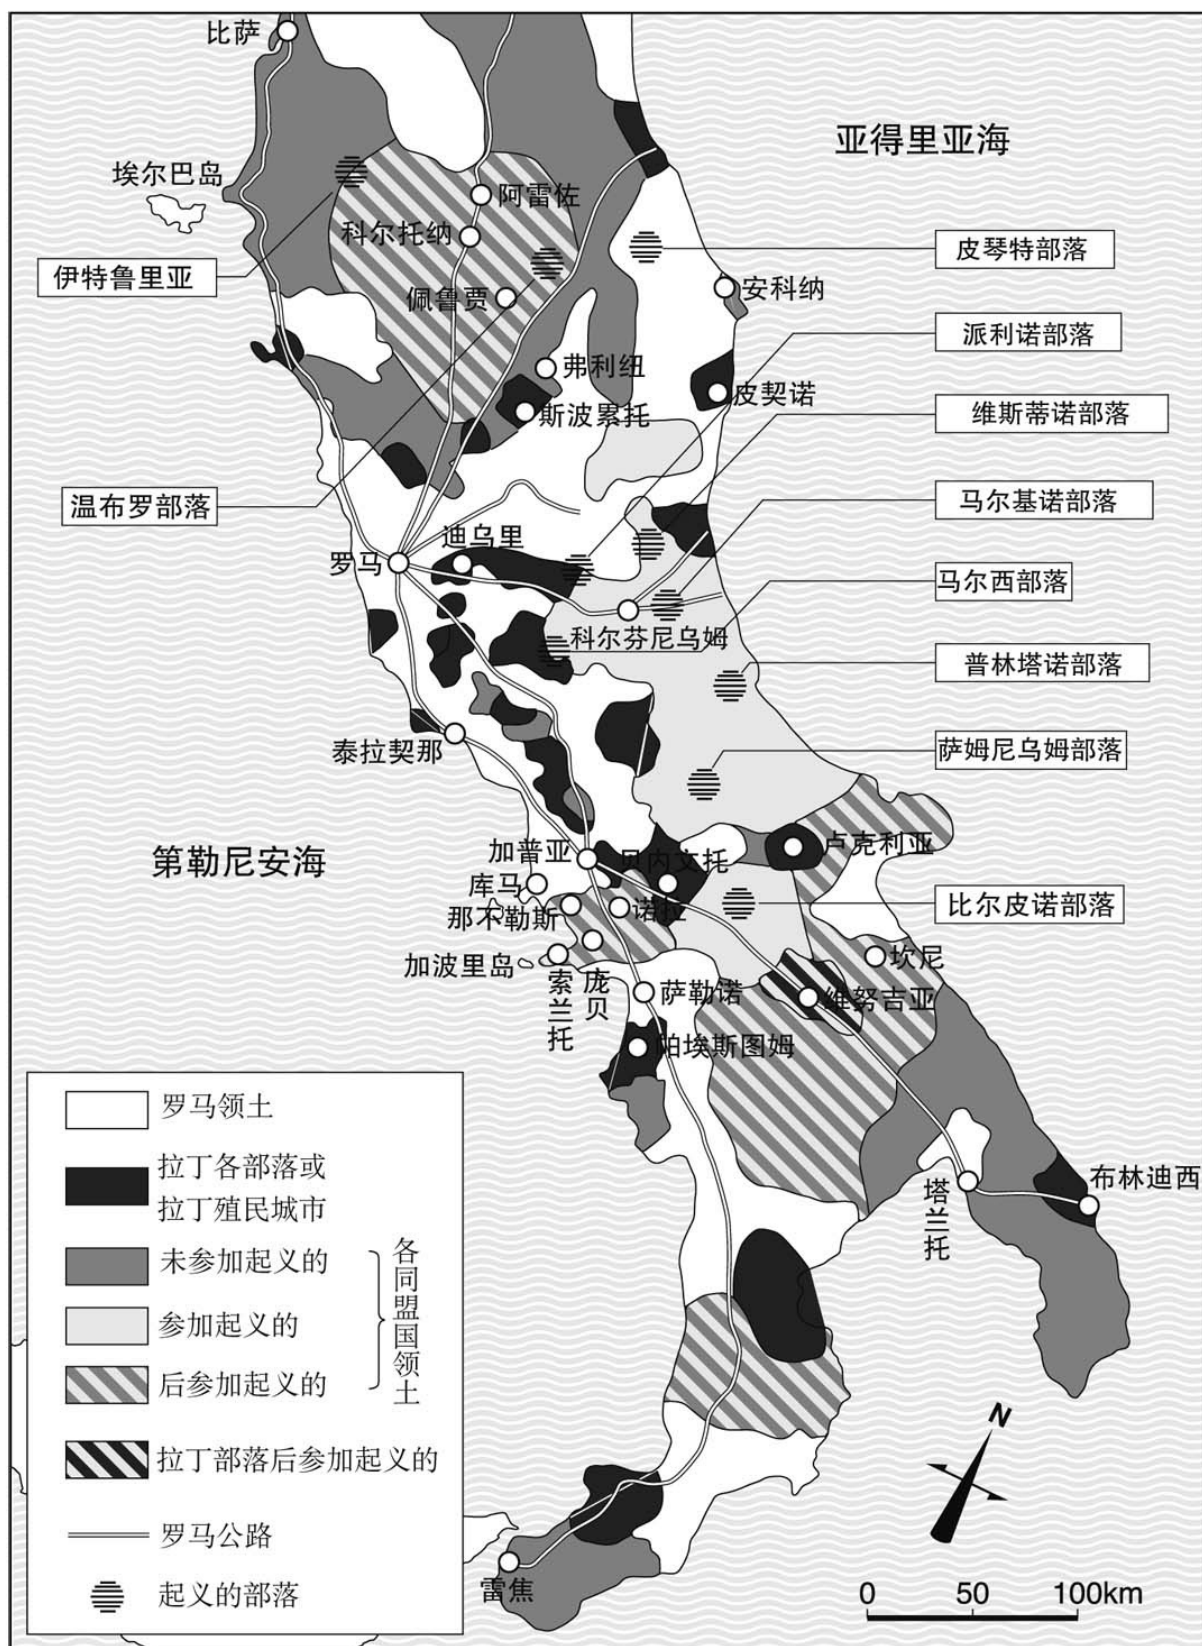 比萨
亚得里亚海
埃尔巴岛
阿雷佐
科尔托纳
皮琴特部落
伊特鲁里亚
安科纳
佩鲁贾
派利诺部落
弗利纽
皮契诺
斯波累托
维斯蒂诺部落
温布罗部落
马尔基诺部落
迪乌里
罗马
马尔西部落
科尔芬尼乌姆
普林塔诺部落
泰拉契那
萨姆尼乌姆部落
第勒尼安海
加普亚
贝内文托
卢克利亚
库马
那不勒斯
诺拉
比尔皮诺部落
加波里岛
索兰托
庞贝
坎尼
萨勒诺
维努吉亚
帕埃斯图姆
塔兰托
布林迪西
罗马领土
拉丁各部落或
拉丁殖民城市
未参加起义的
参加起义的
后参加起义的
各同盟国领土
拉丁部落后参加起义的
罗马公路
起义的部落
雷焦
N
0 50 100km